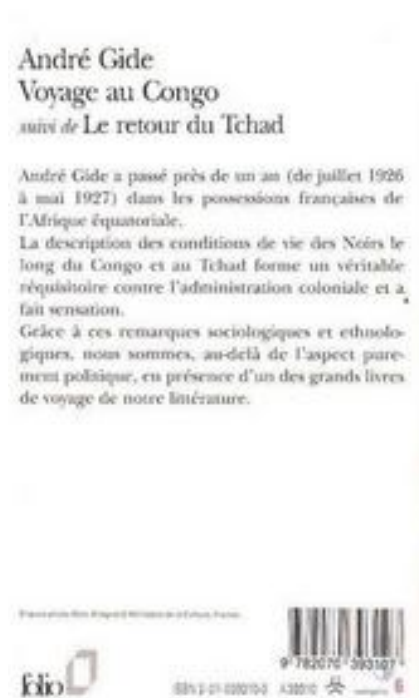 André Gide
Voyage au Congo
suivi de Le retour du Tchad
André Gide a passé près de un an (de juillet 1926
à mai 1927) dans les possessions françaises de
l'Afrique équatoriale.
La description des conditions de vie des Noirs le
long du Congo et au Tchad forme un véritable
réquisitoire contre l'administration coloniale et a
fait sensation.
Grâce à ces remarques sociologiques et ethnolo-
giques, nous sommes, au-delà de l'aspect pure-
ment politique, en présence d'un des grands livres
de voyage de notre littérature.
9 782070 393107
folio
6